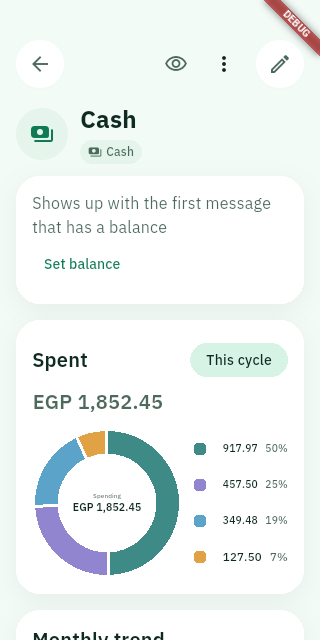 DEBUG
Cash
Cash
Shows up with the first message
that has a balance
Set balance
Spent
This cycle
EGP 1,852.45
Spending
EGP 1,852.45
917.97 50%
457.50 25%
349.48 19%
127.50 7%
Monthly trend